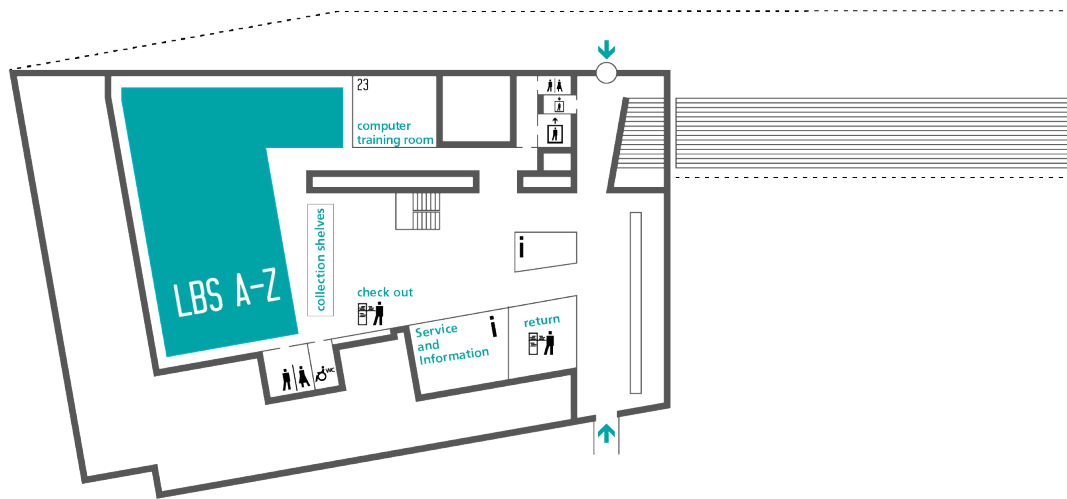 23
computer
training room
collection shelves
LBS A-Z
i
check out
Service
and
Information
i
return
WC